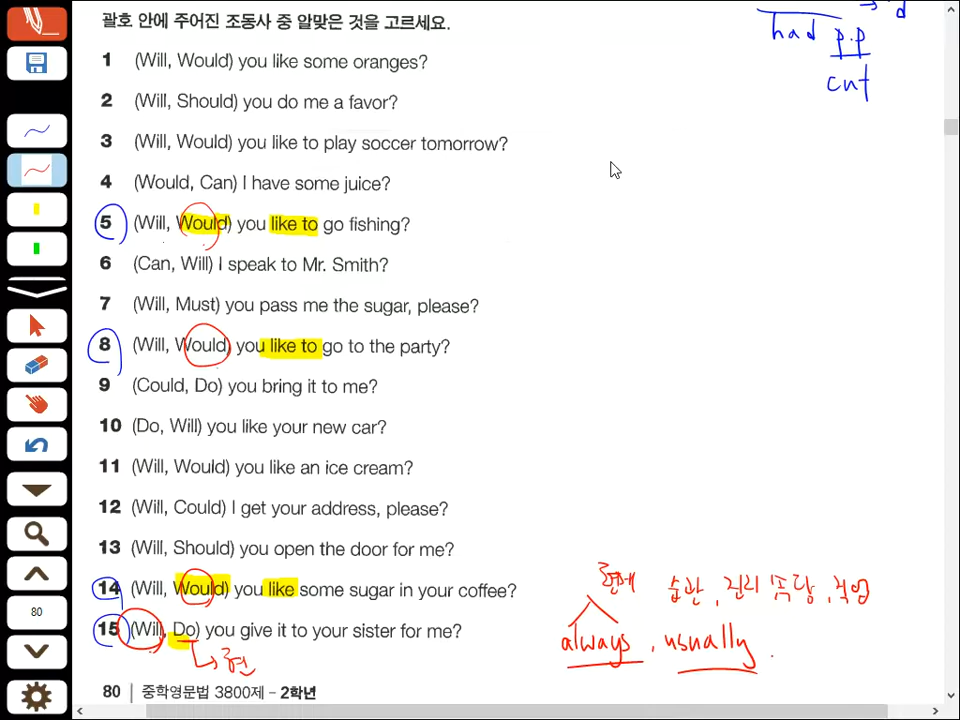 괄호 안에 주어진 조동사 중 알맞은 것을 고르세요.
had p.p
cut
1 (Will, Would) you like some oranges?
2 (Will, Should) you do me a favor?
3 (Will, Would) you like to play soccer tomorrow?
4 (Would, Can) I have some juice?
5 (Will, Would) you like to go fishing?
6 (Can, Will) I speak to Mr. Smith?
7 (Will, Must) you pass me the sugar, please?
8 (Will, Would) you like to go to the party?
9 (Could, Do) you bring it to me?
10 (Do, Will) you like your new car?
11 (Will, Would) you like an ice cream?
12 (Will, Could) I get your address, please?
13 (Will, Should) you open the door for me?
14 (Will, Would) you like some sugar in your coffee?
현재
15 (Will, Do) you give it to your sister for me?
always, usually
현
80
80 중학영문법 3800제 – 2학년